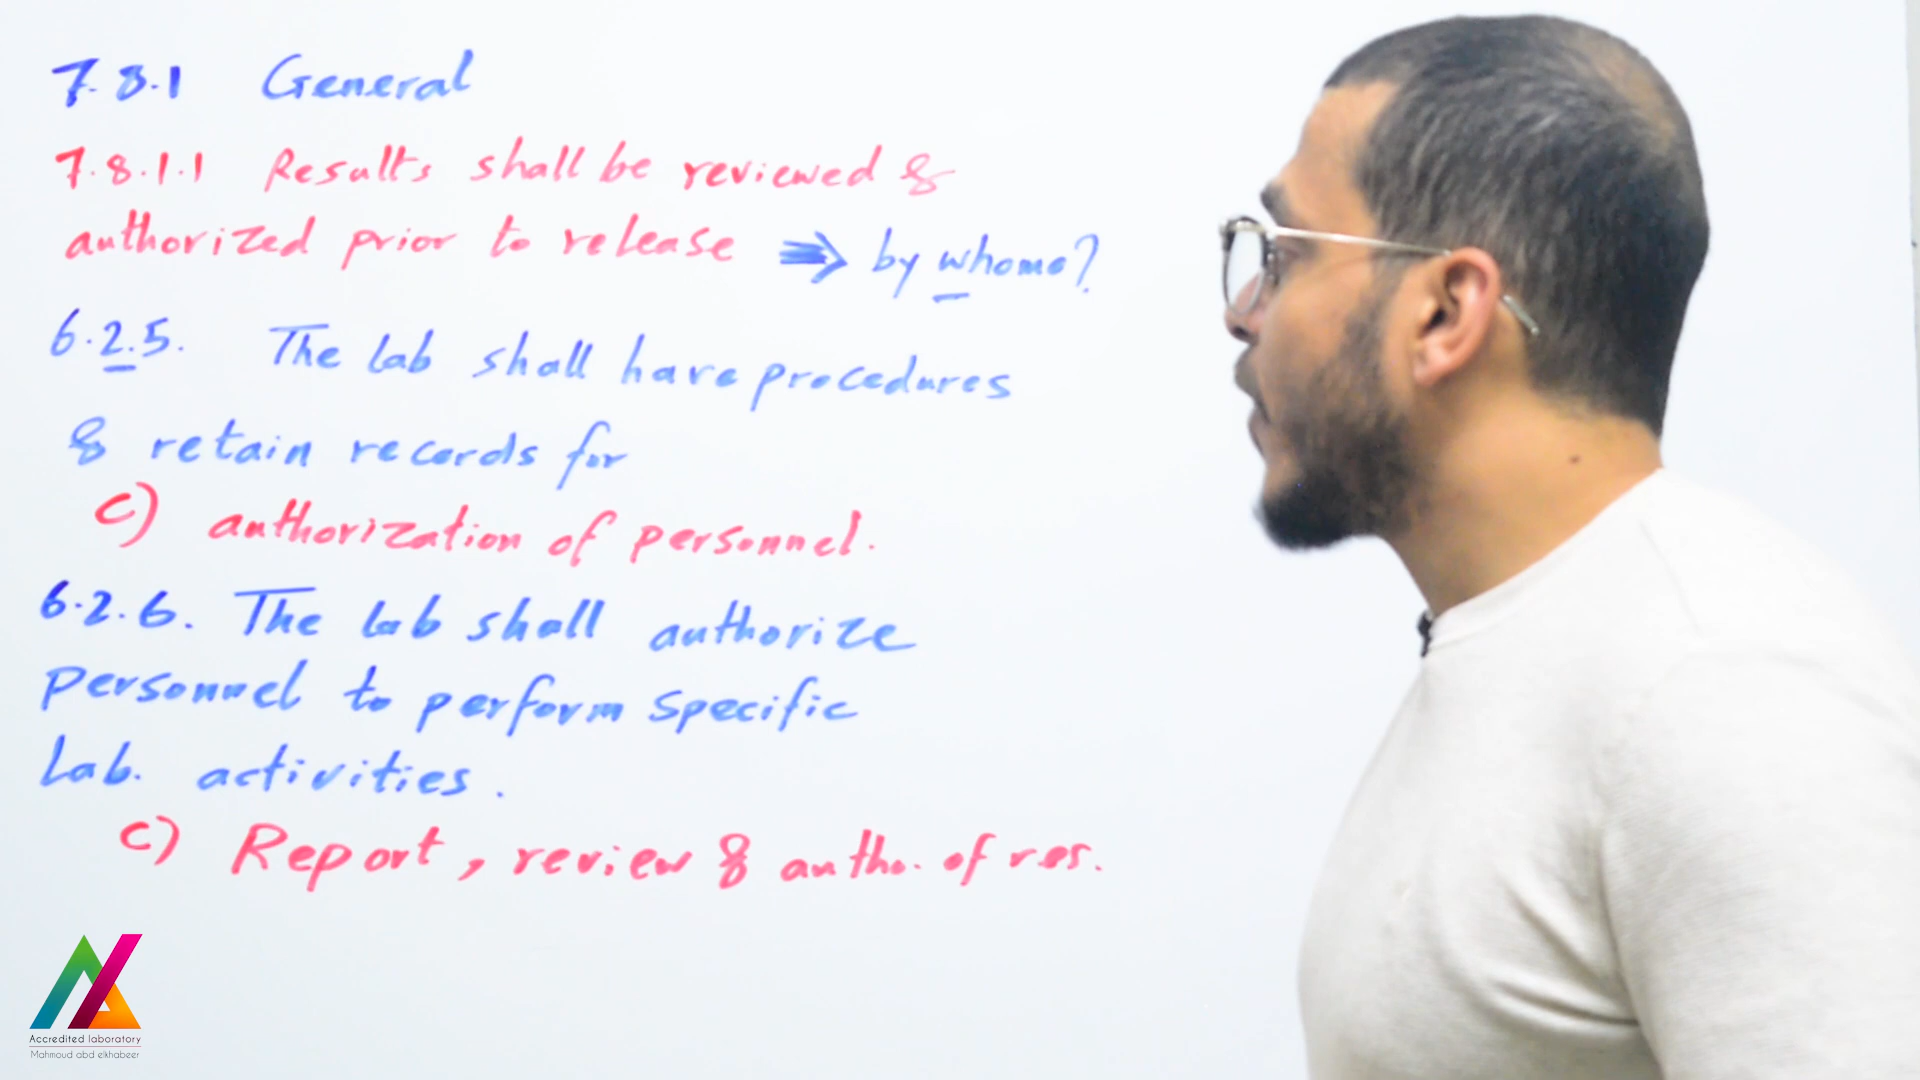 7.8.1 General
7.8.1.1 Results shall be reviewed &
authorized prior to release ⇒ by whome?
6.2.5. The lab shall have procedures
& retain records for
C) authorization of personnel.
6.2.6. The lab shall authorize
personnel to perform specific
Lab. activities.
C) Report, review & autho. of res.
Accredited laboratory
Mahmoud abd elkhabeer